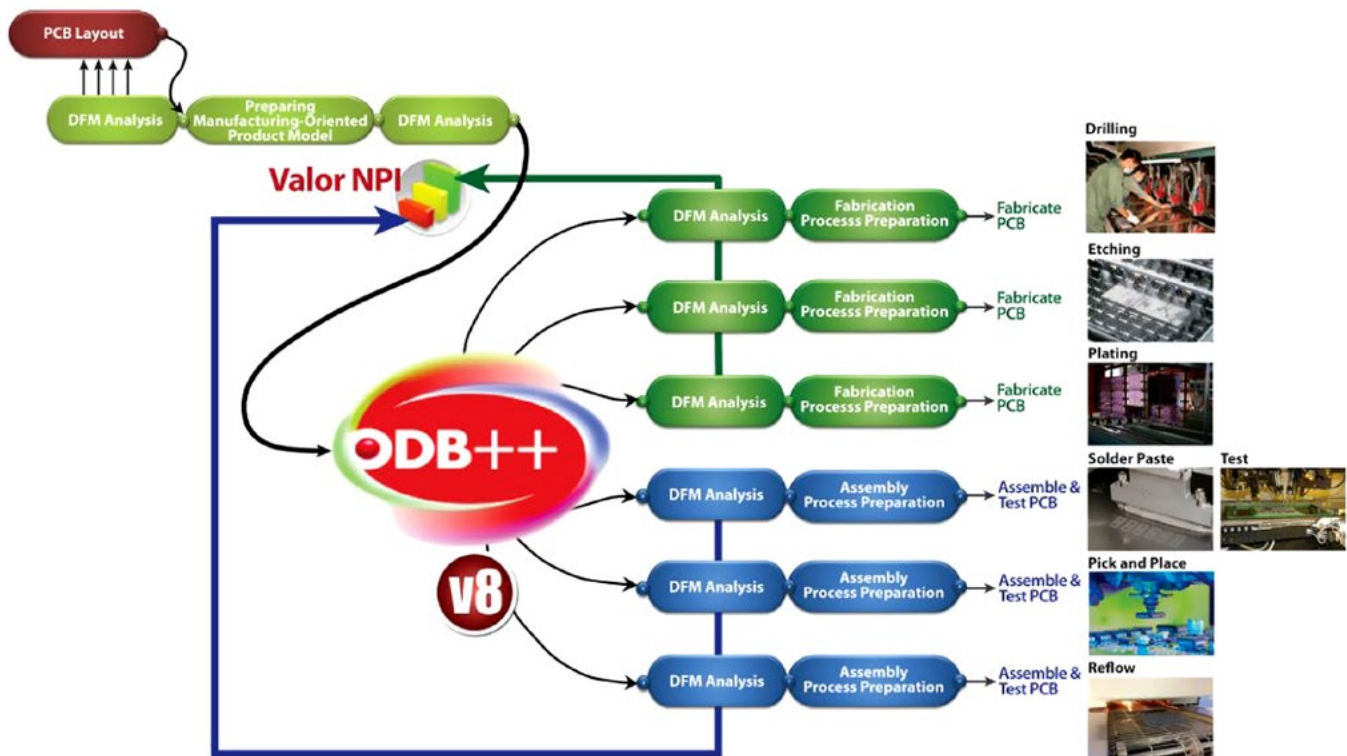 PCB Layout
DFM Analysis
Preparing
Manufacturing-Oriented
Product Model
DFM Analysis
Valor NPI
Drilling
DFM Analysis
Fabrication
Processs Preparation
Fabricate
PCB
Etching
DFM Analysis
Fabrication
Processs Preparation
Fabricate
PCB
Plating
DFM Analysis
Fabrication
Processs Preparation
Fabricate
PCB
ODB++
v8
Solder Paste
Test
DFM Analysis
Assembly
Process Preparation
Assemble &
Test PCB
Pick and Place
DFM Analysis
Assembly
Process Preparation
Assemble &
Test PCB
Reflow
DFM Analysis
Assembly
Process Preparation
Assemble &
Test PCB